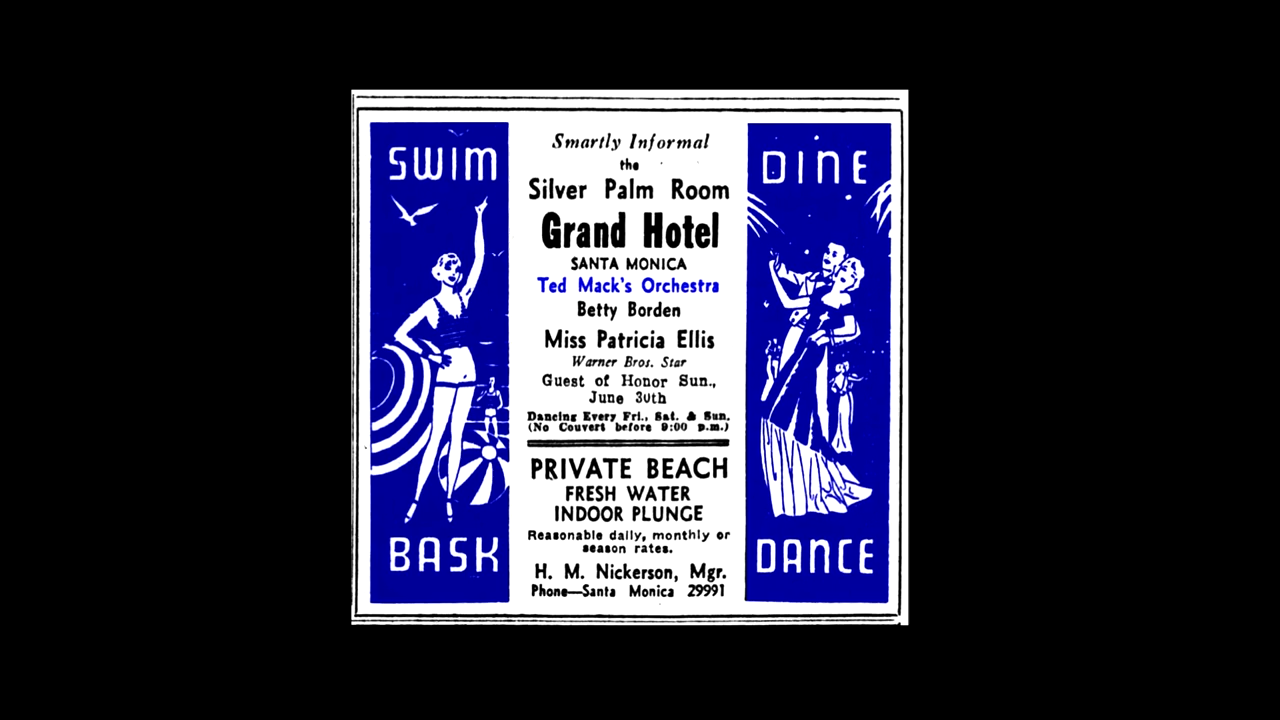 SWIM
BASK
Smartly Informal
the
Silver Palm Room
Grand Hotel
SANTA MONICA
Ted Mack's Orchestra
Betty Borden
Miss Patricia Ellis
Warner Bros. Star
Guest of Honor Sun.,
June 30th
Dancing Every Fri., Sat. & Sun.
(No Couvert before 9:00 p.m.)
PRIVATE BEACH
FRESH WATER
INDOOR PLUNGE
Reasonable daily, monthly or
season rates.
H. M. Nickerson, Mgr.
Phone—Santa Monica 29991
DINE
DANCE